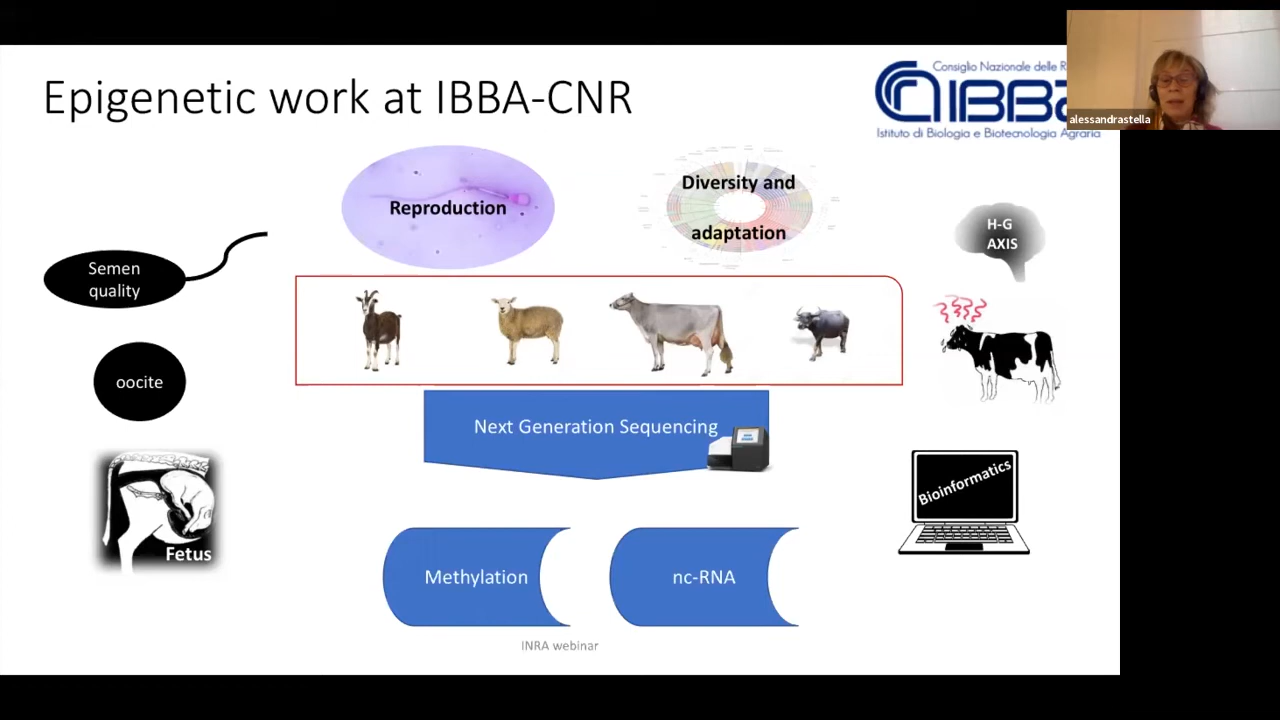 Epigenetic work at IBBA-CNR
Consiglio Nazionale delle R
IBBA
Istituto di Biologia e Biotecnologia Agraria
alessandrastella
Reproduction
Diversity and
adaptation
H-G
AXIS
Semen
quality
oocite
Fetus
Next Generation Sequencing
Bioinformatics
Methylation
nc-RNA
INRA webinar